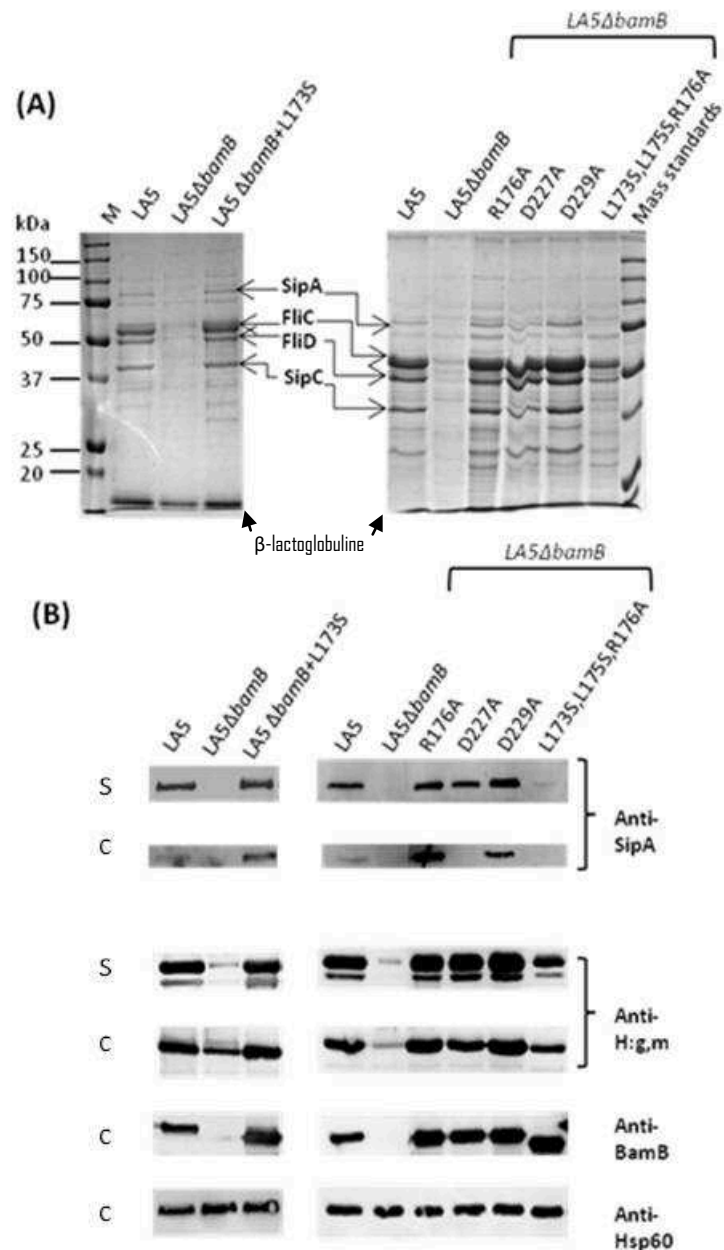 LA5ΔbamB
(A)
M
LA5
LA5ΔbamB
LA5 ΔbamB+L173S
LA5
LA5ΔbamB
R176A
D227A
D229A
L173S,L175S,R176A
Mass standards
kDa
150
100
75
50
37
25
20
SipA
FliC
FliD
SipC
β-lactoglobuline
LA5ΔbamB
(B)
LA5
LA5ΔbamB
LA5 ΔbamB+L173S
LA5
LA5ΔbamB
R176A
D227A
D229A
L173S,L175S,R176A
S
C
Anti-
SipA
S
C
Anti-
H:g,m
C
Anti-
BamB
C
Anti-
Hsp60